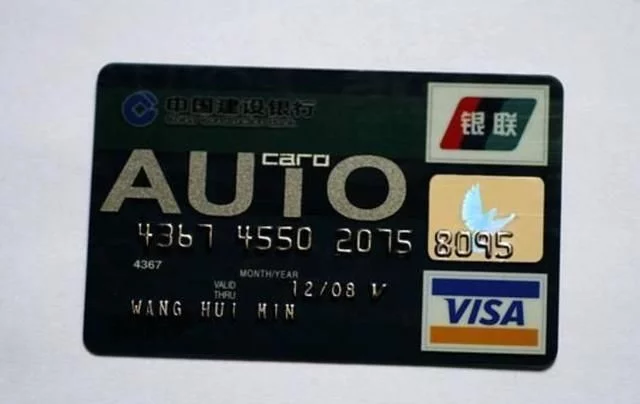 中国建设银行
银联
card
AUTO
4367 4550 2075 8095
4367
MONTH/YEAR
VALID THRU 12/08 V
WANG HUI MIN
VISA